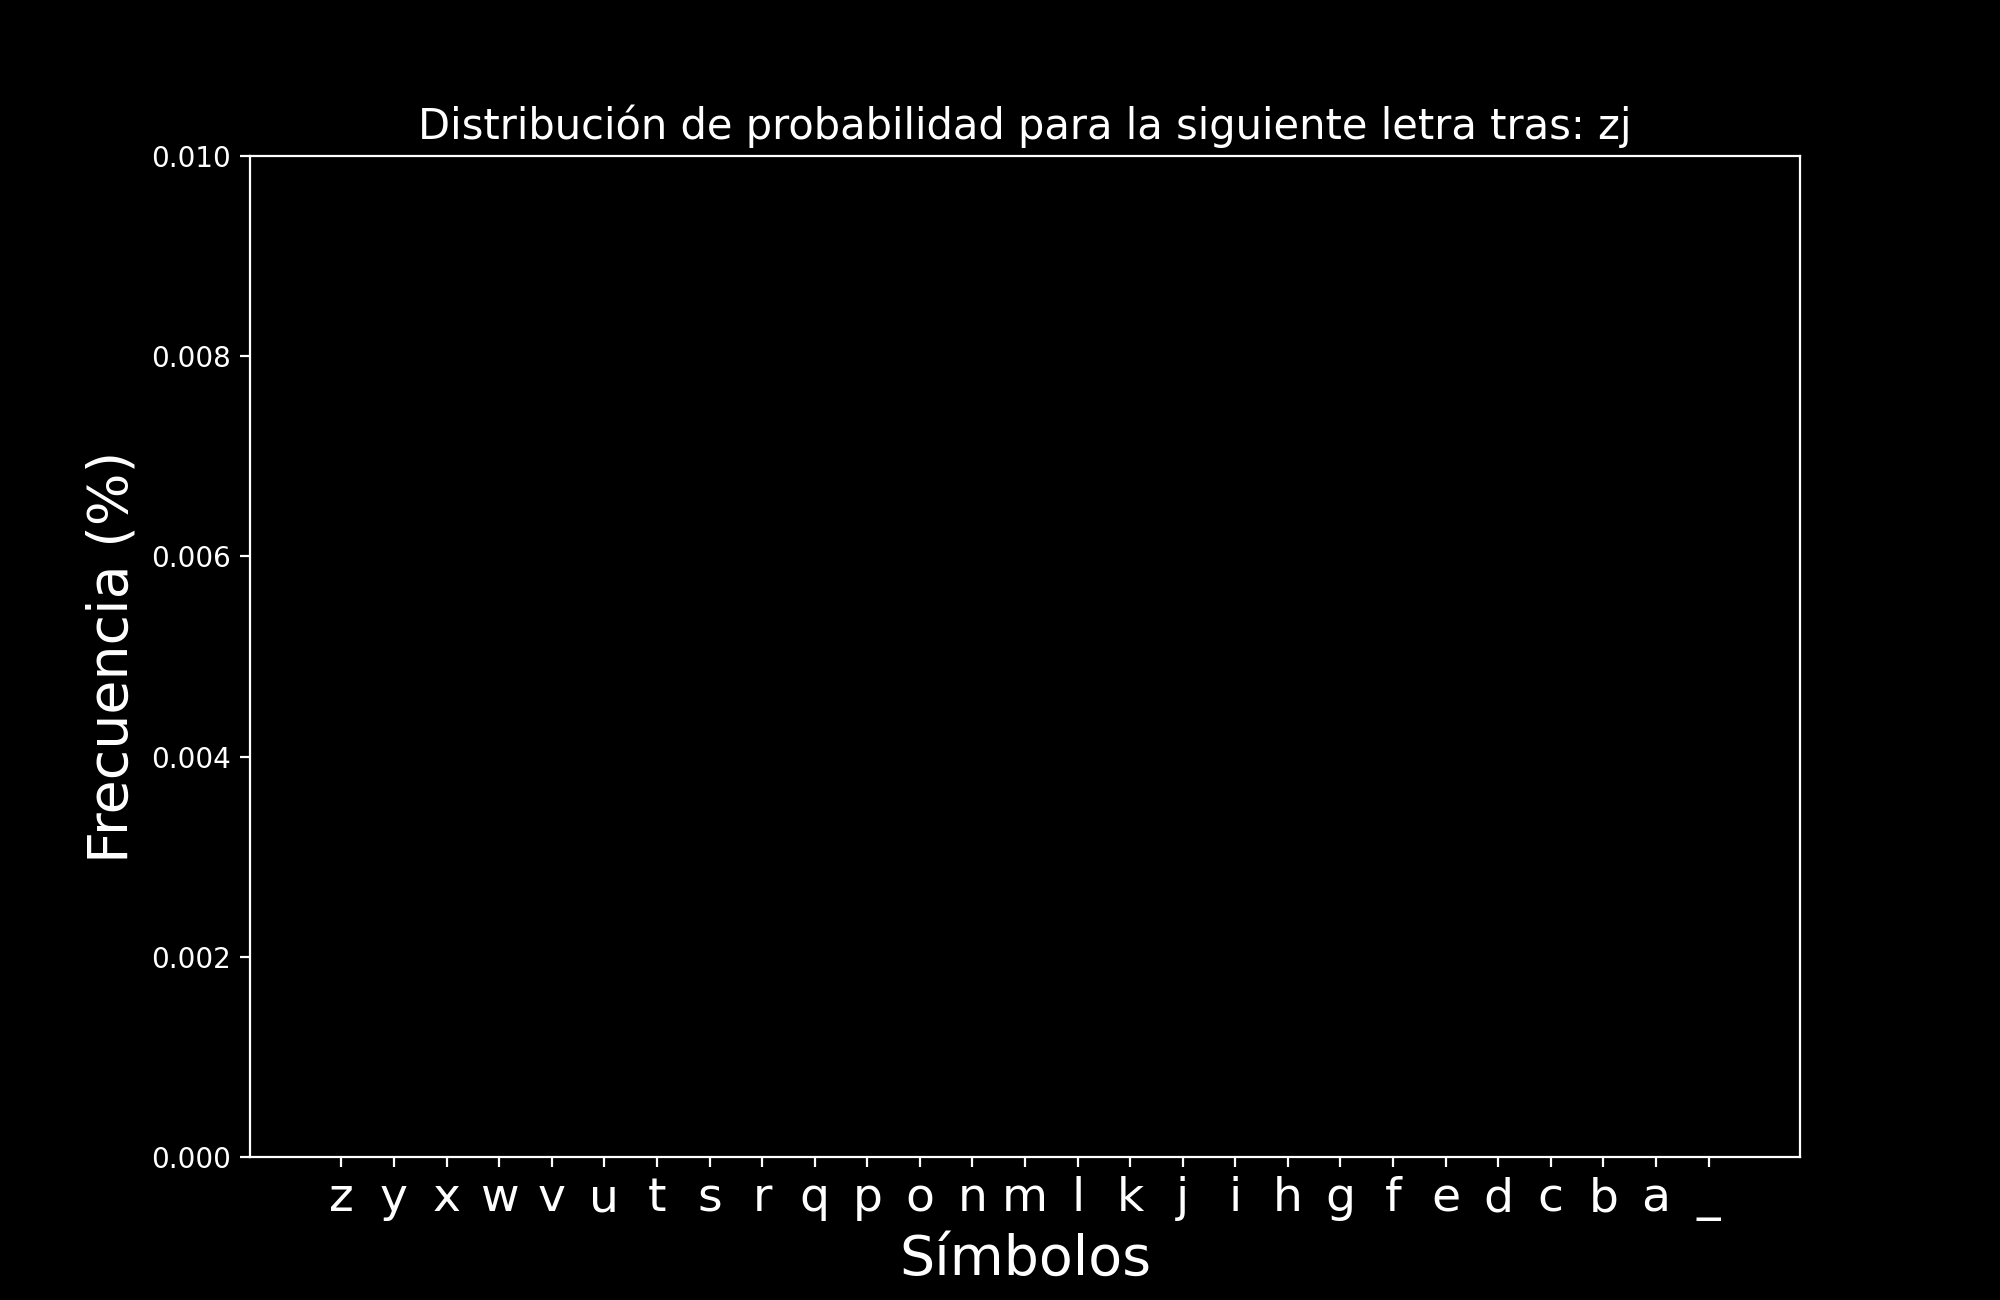 Distribución de probabilidad para la siguiente letra tras: zj
0.010
0.008
0.006
0.004
0.002
0.000
Frecuencia (%)
z y x w v u t s r q p o n m l k j i h g f e d c b a _
Símbolos